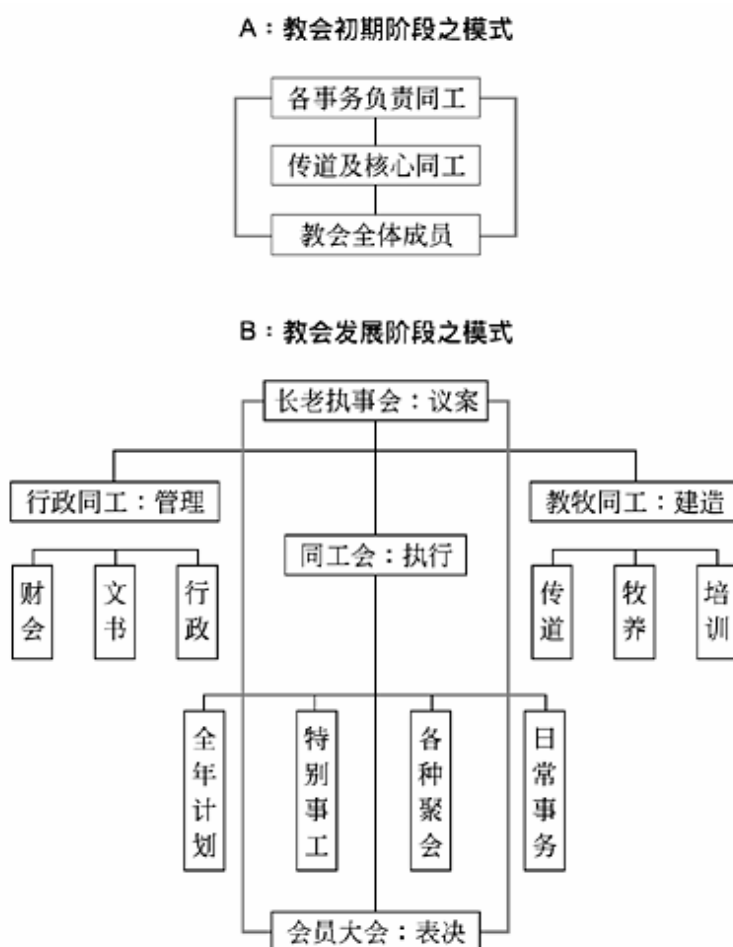 A：教会初期阶段之模式
各事务负责同工
传道及核心同工
教会全体成员
B：教会发展阶段之模式
长老执事会：议案
行政同工：管理
教牧同工：建造
同工会：执行
财会
文书
行政
传道
牧养
培训
全年计划
特别事工
各种聚会
日常事务
会员大会：表决